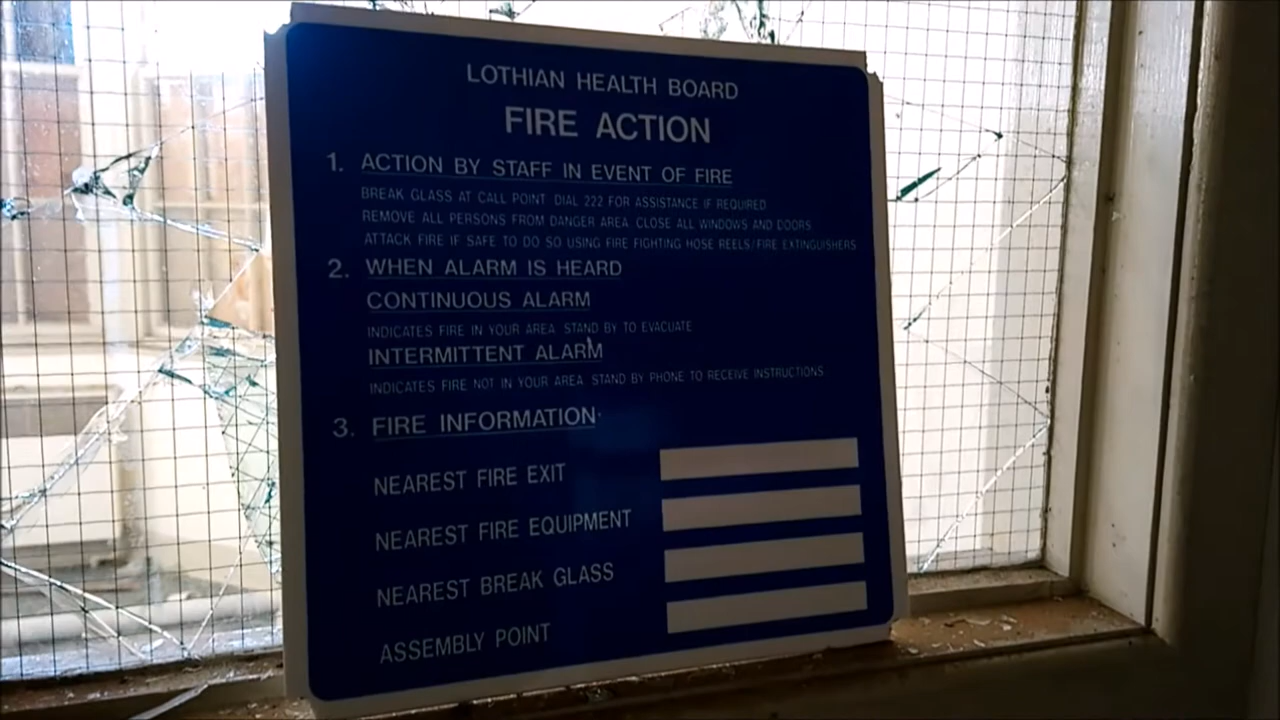 LOTHIAN HEALTH BOARD
FIRE ACTION
1. ACTION BY STAFF IN EVENT OF FIRE
BREAK GLASS AT CALL POINT DIAL 222 FOR ASSISTANCE IF REQUIRED
REMOVE ALL PERSONS FROM DANGER AREA CLOSE ALL WINDOWS AND DOORS
ATTACK FIRE IF SAFE TO DO SO USING FIRE FIGHTING HOSE REELS/FIRE EXTINGUISHERS
2. WHEN ALARM IS HEARD
CONTINUOUS ALARM
INDICATES FIRE IN YOUR AREA STAND BY TO EVACUATE
INTERMITTENT ALARM
INDICATES FIRE NOT IN YOUR AREA STAND BY PHONE TO RECEIVE INSTRUCTIONS
3. FIRE INFORMATION
NEAREST FIRE EXIT
NEAREST FIRE EQUIPMENT
NEAREST BREAK GLASS
ASSEMBLY POINT